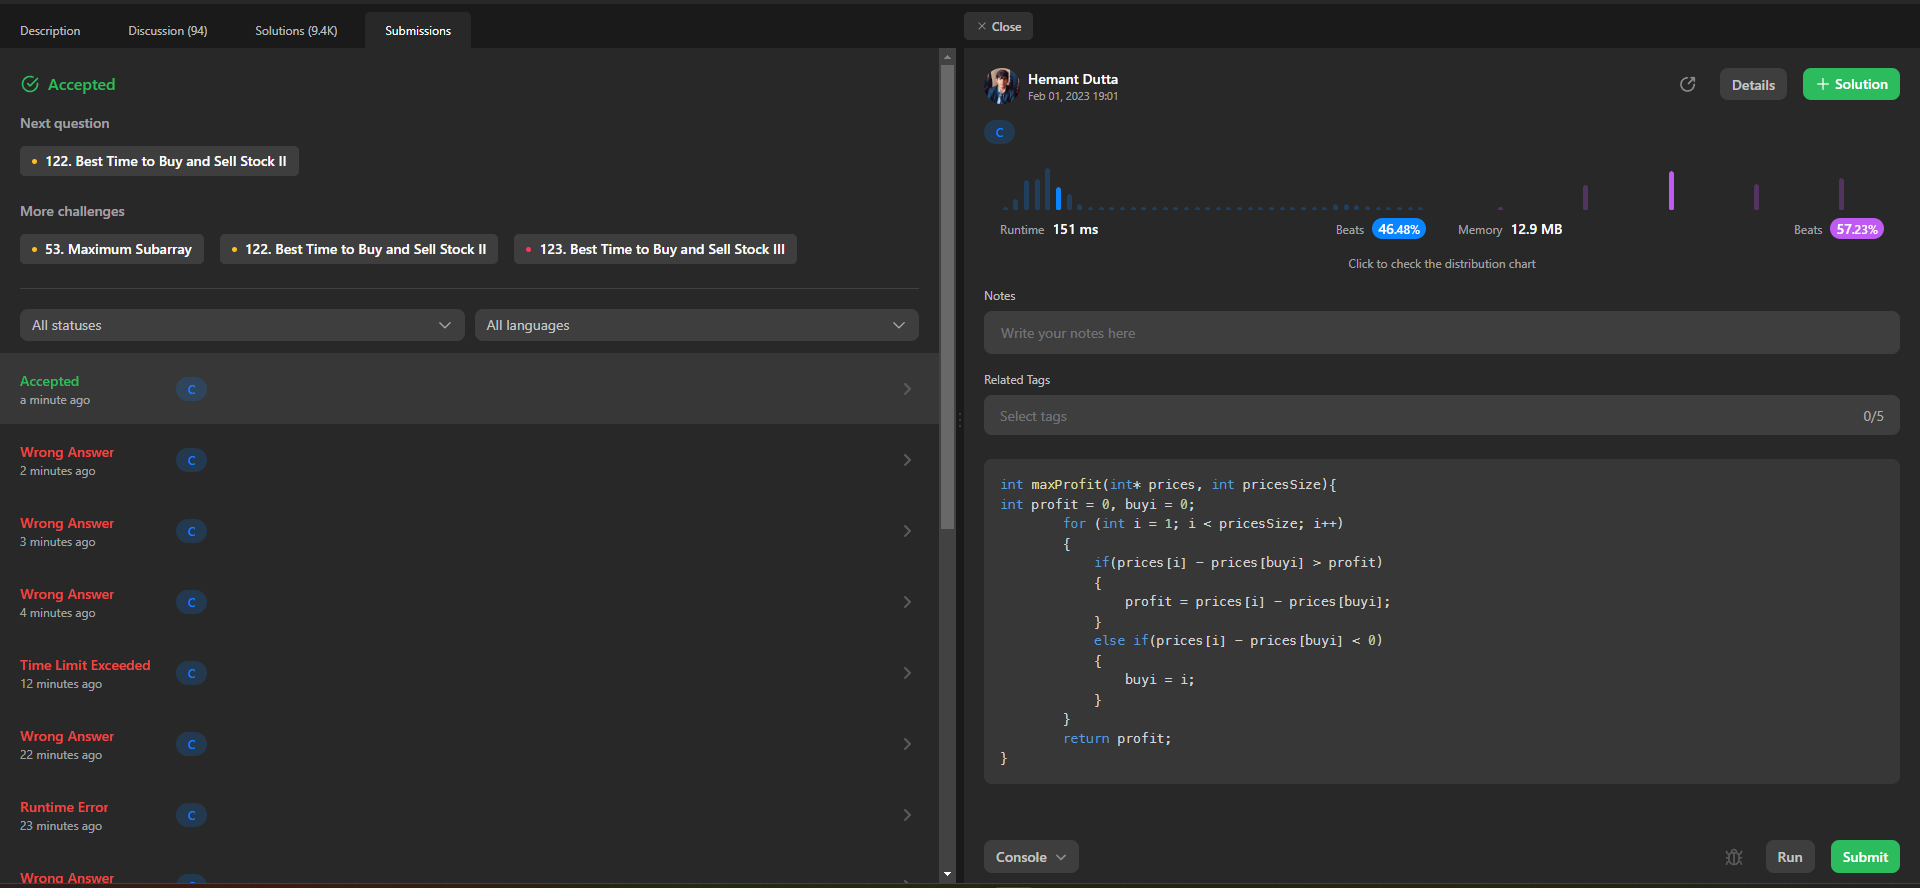 Description
Discussion (94)
Solutions (9.4K)
Submissions
Accepted
Next question
122. Best Time to Buy and Sell Stock II
More challenges
53. Maximum Subarray
122. Best Time to Buy and Sell Stock II
123. Best Time to Buy and Sell Stock III
All statuses
All languages
Accepted
a minute ago
C
Wrong Answer
2 minutes ago
C
Wrong Answer
3 minutes ago
C
Wrong Answer
4 minutes ago
C
Time Limit Exceeded
12 minutes ago
C
Wrong Answer
22 minutes ago
C
Runtime Error
23 minutes ago
C
Wrong Answer
Close
Hemant Dutta
Feb 01, 2023 19:01
Details
+ Solution
C
Runtime 151 ms
Beats 46.48%
Memory 12.9 MB
Beats 57.23%
Click to check the distribution chart
Notes
Write your notes here
Related Tags
Select tags
0/5
int maxProfit(int* prices, int pricesSize){
int profit = 0, buyi = 0;
        for (int i = 1; i < pricesSize; i++)
        {
            if(prices[i] - prices[buyi] > profit)
            {
                profit = prices[i] - prices[buyi];
            }
            else if(prices[i] - prices[buyi] < 0)
            {
                buyi = i;
            }
        }
        return profit;
}
Console
Run
Submit